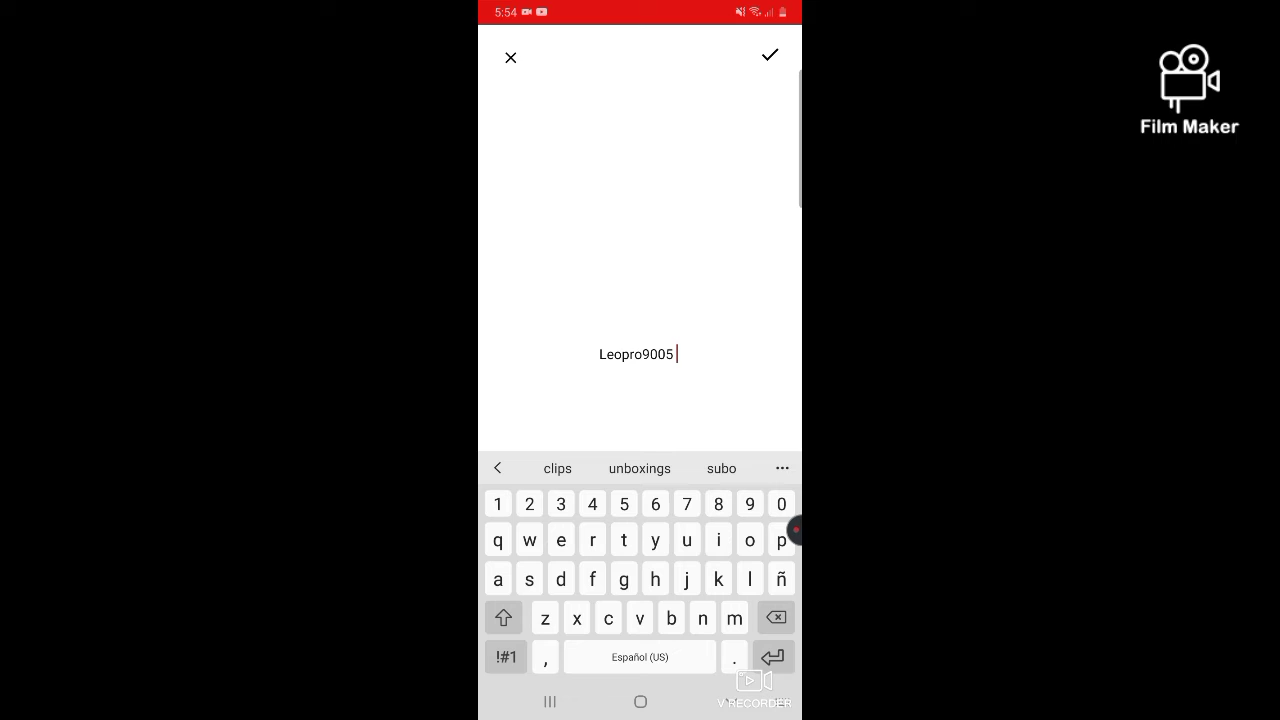 5:54
Film Maker
Leopro9005
clips unboxings subo
1 2 3 4 5 6 7 8 9 0
q w e r t y u i o p
a s d f g h j k l ñ
z x c v b n m
!#1 , Español (US) .
V RECORDER